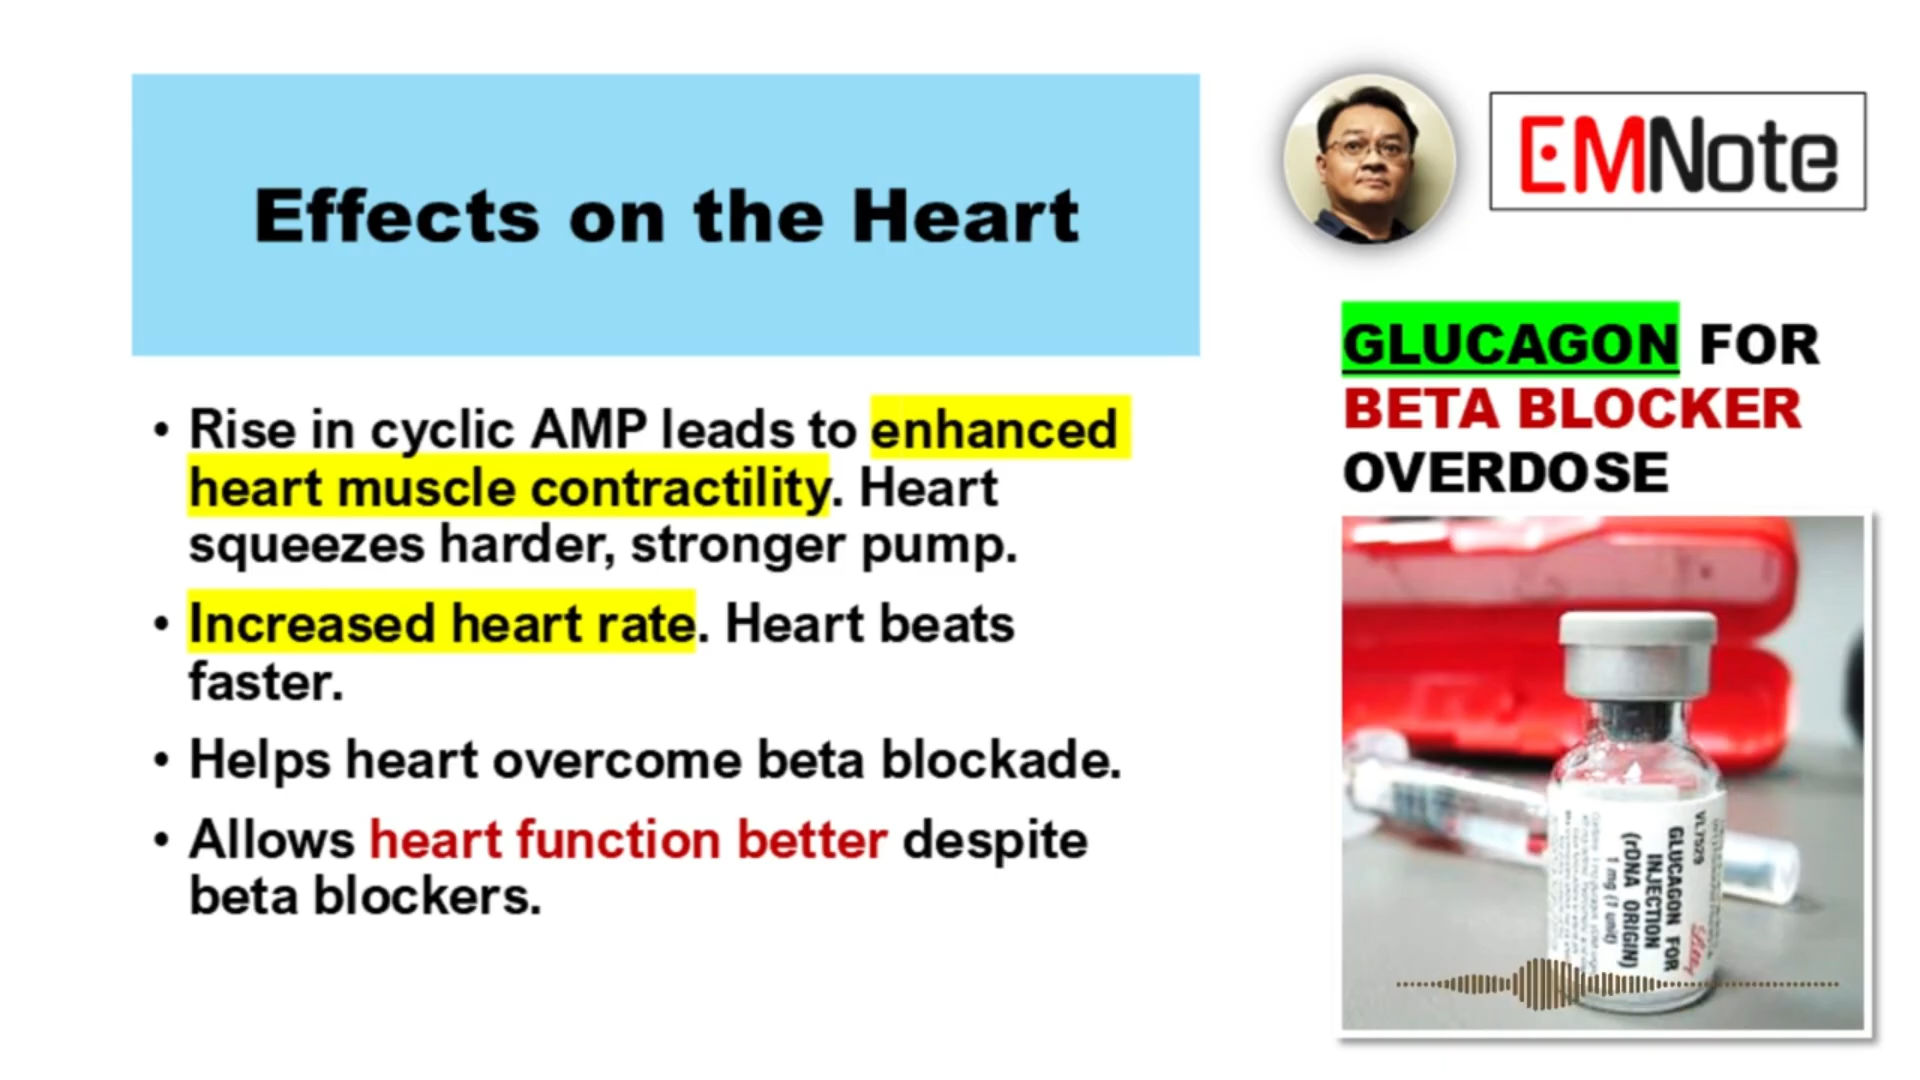 Effects on the Heart
• Rise in cyclic AMP leads to enhanced
heart muscle contractility. Heart
squeezes harder, stronger pump.
• Increased heart rate. Heart beats
faster.
• Helps heart overcome beta blockade.
• Allows heart function better despite
beta blockers.
EMNote
GLUCAGON FOR
BETA BLOCKER
OVERDOSE
VL7529
GLUCAGON FOR
INJECTION
(rDNA ORIGIN)
1 mg (1 unit)
Lilly